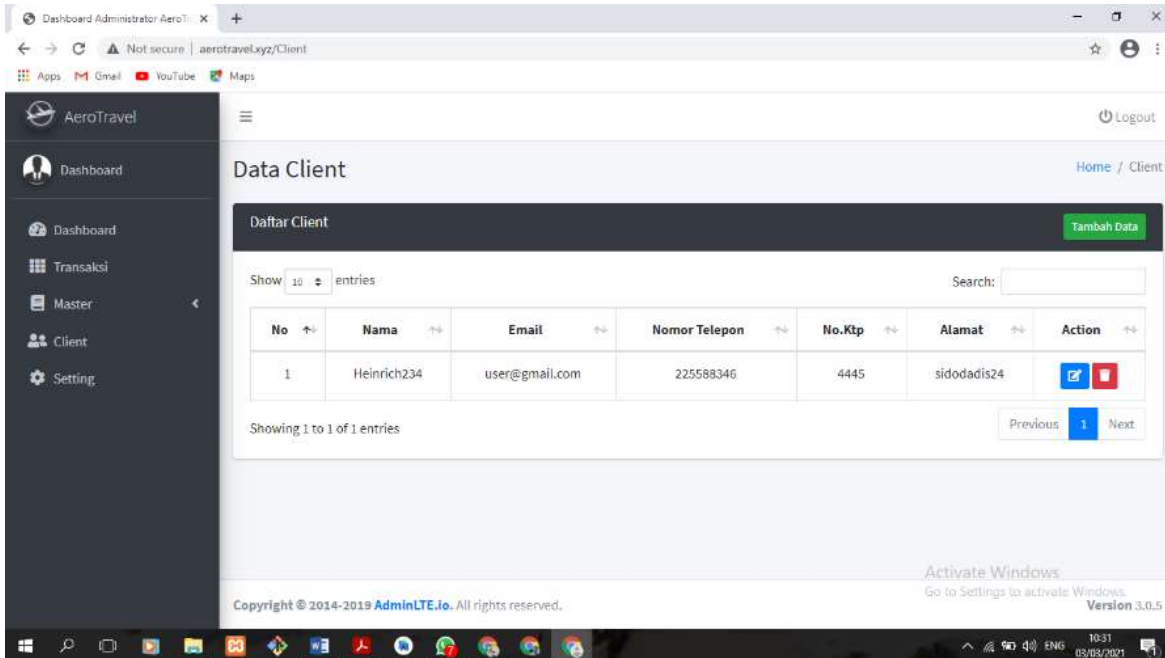 Dashboard Administrator AeroTr
Not secure | aerotravel.xyz/Client
Apps Gmail YouTube Maps
AeroTravel
Logout
Dashboard
Data Client
Home / Client
Dashboard
Transaksi
Master
Client
Setting
Daftar Client
Tambah Data
Show 10 entries
Search:
No Nama Email Nomor Telepon No.Ktp Alamat Action
1 Heinrich234 user@gmail.com 225588346 4445 sidodadis24
Showing 1 to 1 of 1 entries
Previous 1 Next
Activate Windows
Go to Settings to activate Windows.
Copyright © 2014-2019 AdminLTE.io. All rights reserved.
Version 3.0.5
ENG
10:31
03/03/2021